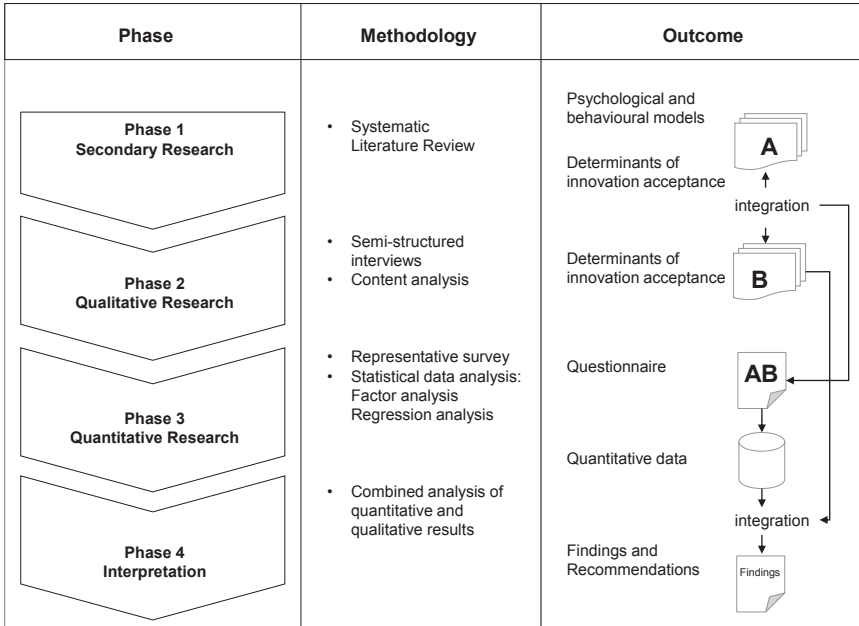 Phase
Methodology
Outcome
Phase 1
Secondary Research
• Systematic
Literature Review
Psychological and
behavioural models
A
Determinants of
innovation acceptance
integration
Phase 2
Qualitative Research
• Semi-structured
interviews
• Content analysis
Determinants of
innovation acceptance
B
Phase 3
Quantitative Research
• Representative survey
• Statistical data analysis:
Factor analysis
Regression analysis
Questionnaire
AB
Quantitative data
integration
Phase 4
Interpretation
• Combined analysis of
quantitative and
qualitative results
Findings and
Recommendations
Findings